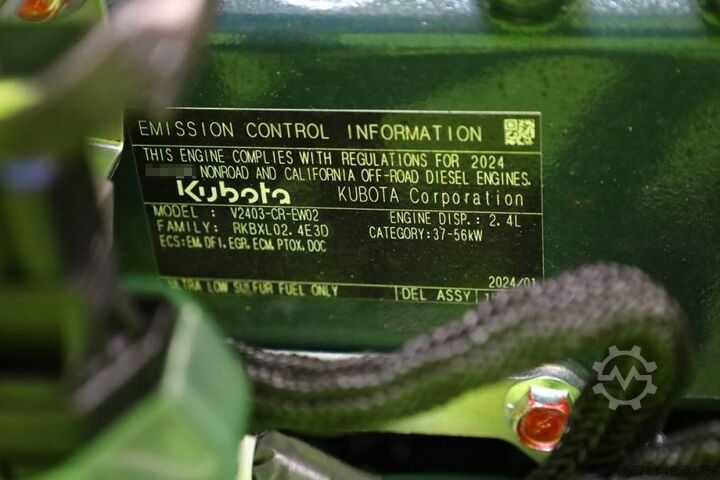 EMISSION CONTROL INFORMATION
THIS ENGINE COMPLIES WITH REGULATIONS FOR 2024
NONROAD AND CALIFORNIA OFF-ROAD DIESEL ENGINES.
Kubota KUBOTA Corporation
MODEL : V2403-CR-EW02 ENGINE DISP.: 2.4L
FAMILY: RKBXL02.4E3D CATEGORY:37-56kW
ECS:EM,DFI,EGR,ECM,PTOX,DOC
2024/01
ULTRA LOW SULFUR FUEL ONLY DEL ASSY